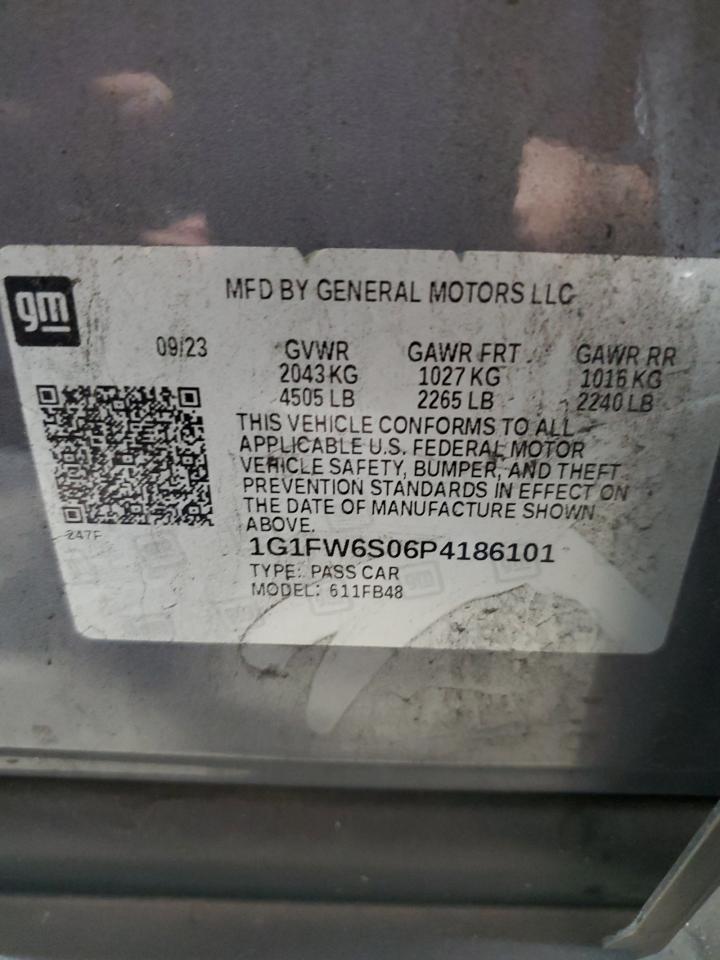 gm
MFD BY GENERAL MOTORS LLC
09/23 GVWR GAWR FRT GAWR RR
2043 KG 1027 KG 1016 KG
4505 LB 2265 LB 2240 LB
THIS VEHICLE CONFORMS TO ALL
APPLICABLE U.S. FEDERAL MOTOR
VEHICLE SAFETY, BUMPER, AND THEFT
PREVENTION STANDARDS IN EFFECT ON
THE DATE OF MANUFACTURE SHOWN
ABOVE.
247F
1G1FW6S06P4186101
TYPE: PASS CAR
MODEL: 611FB48